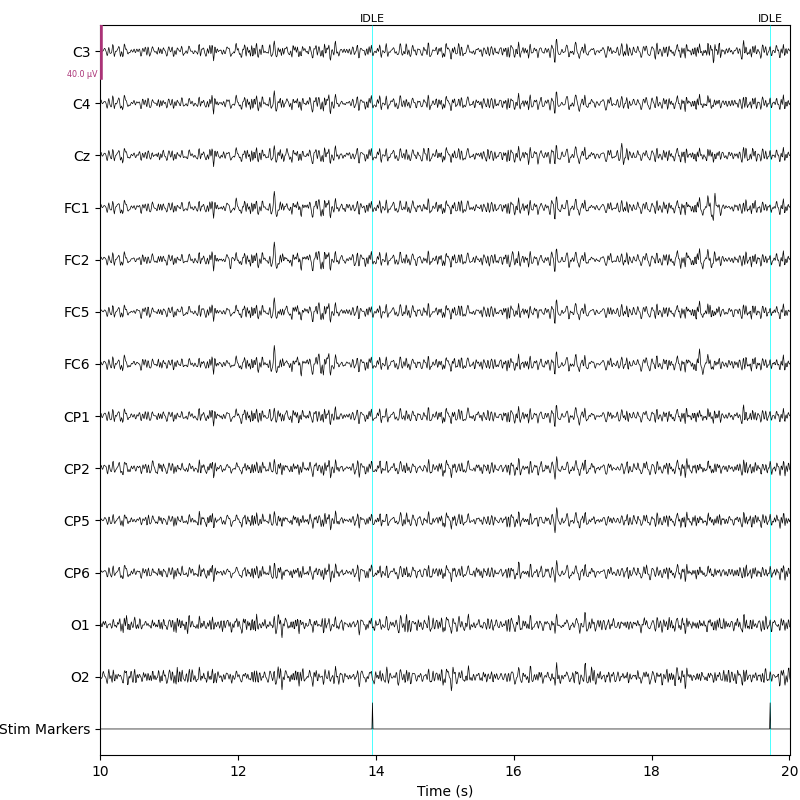 IDLE IDLE
C3
40.0 µV
C4
Cz
FC1
FC2
FC5
FC6
CP1
CP2
CP5
CP6
O1
O2
Stim Markers
10 12 14 16 18 20
Time (s)